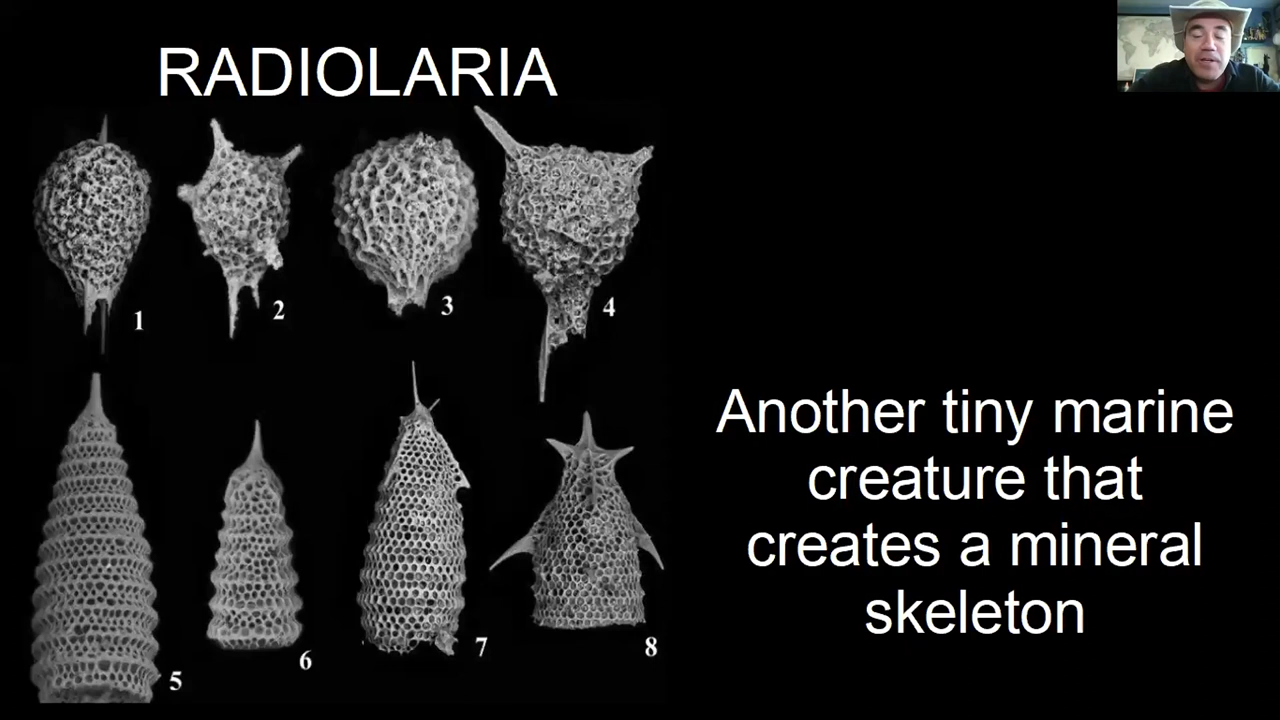 RADIOLARIA
1
2
3
4
5
6
7
8
Another tiny marine
creature that
creates a mineral
skeleton